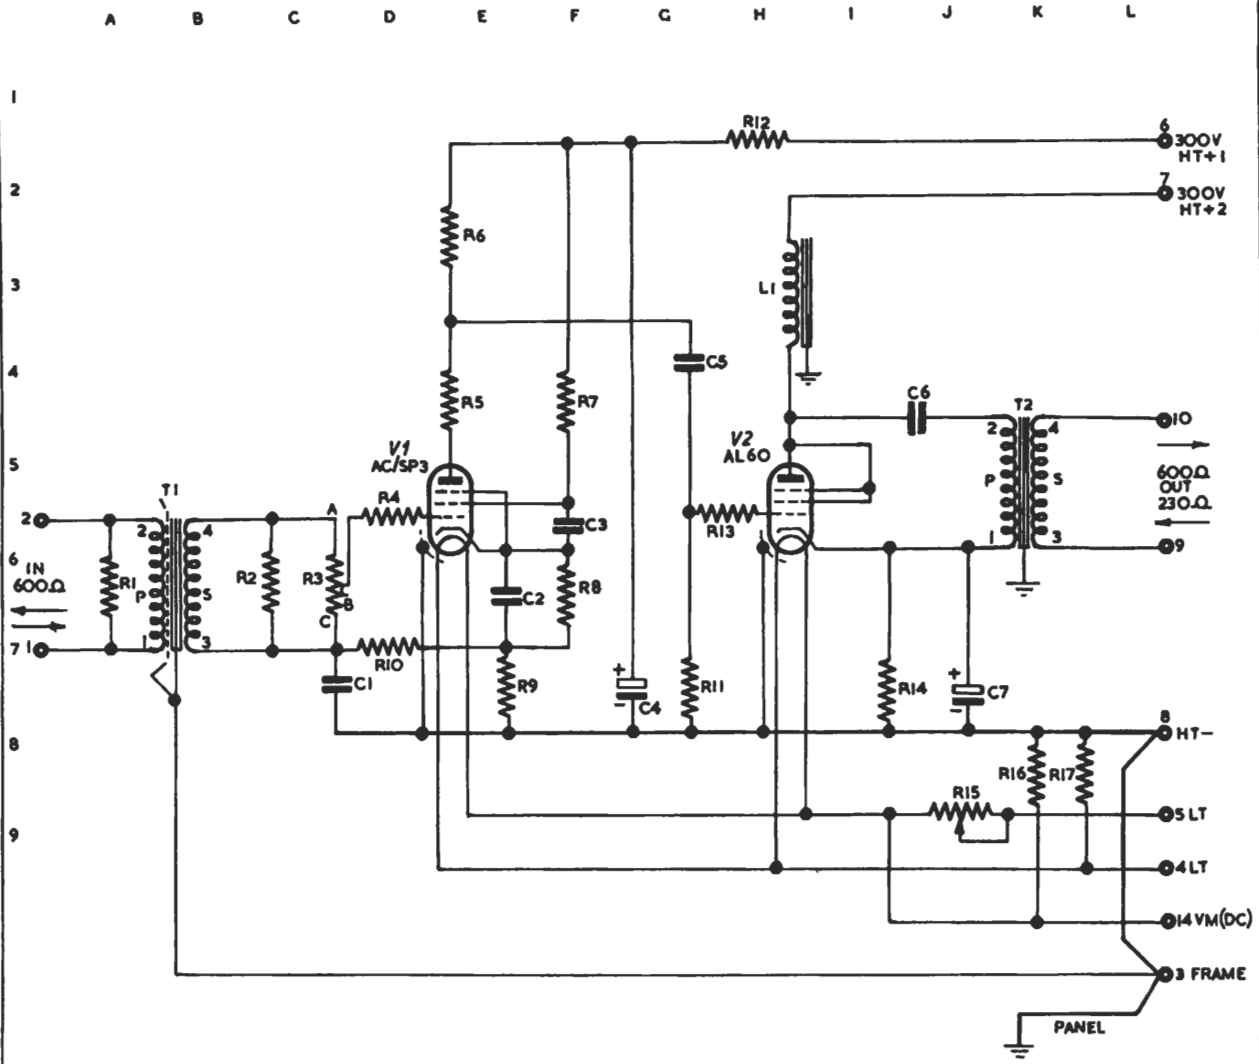 A B C D E F G H I J K L
1
2
3
4
5
6
7
8
9
R12
6
300V
HT+1
7
300V
HT+2
R6
L1
C5
R5
R7
C6
T2
10
2
4
P
S
1
3
600Ω
OUT
230Ω
9
V1
AC/SP3
V2
AL60
R4
C3
R13
T1
2
2
4
A
IN
600Ω
R1
P
S
R2
R3
B
C
C2
R8
1
1
3
R10
C1
R9
+
-
C4
R11
R14
+
-
C7
8
HT-
R16
R17
R15
5 LT
4 LT
14 VM(DC)
3 FRAME
PANEL